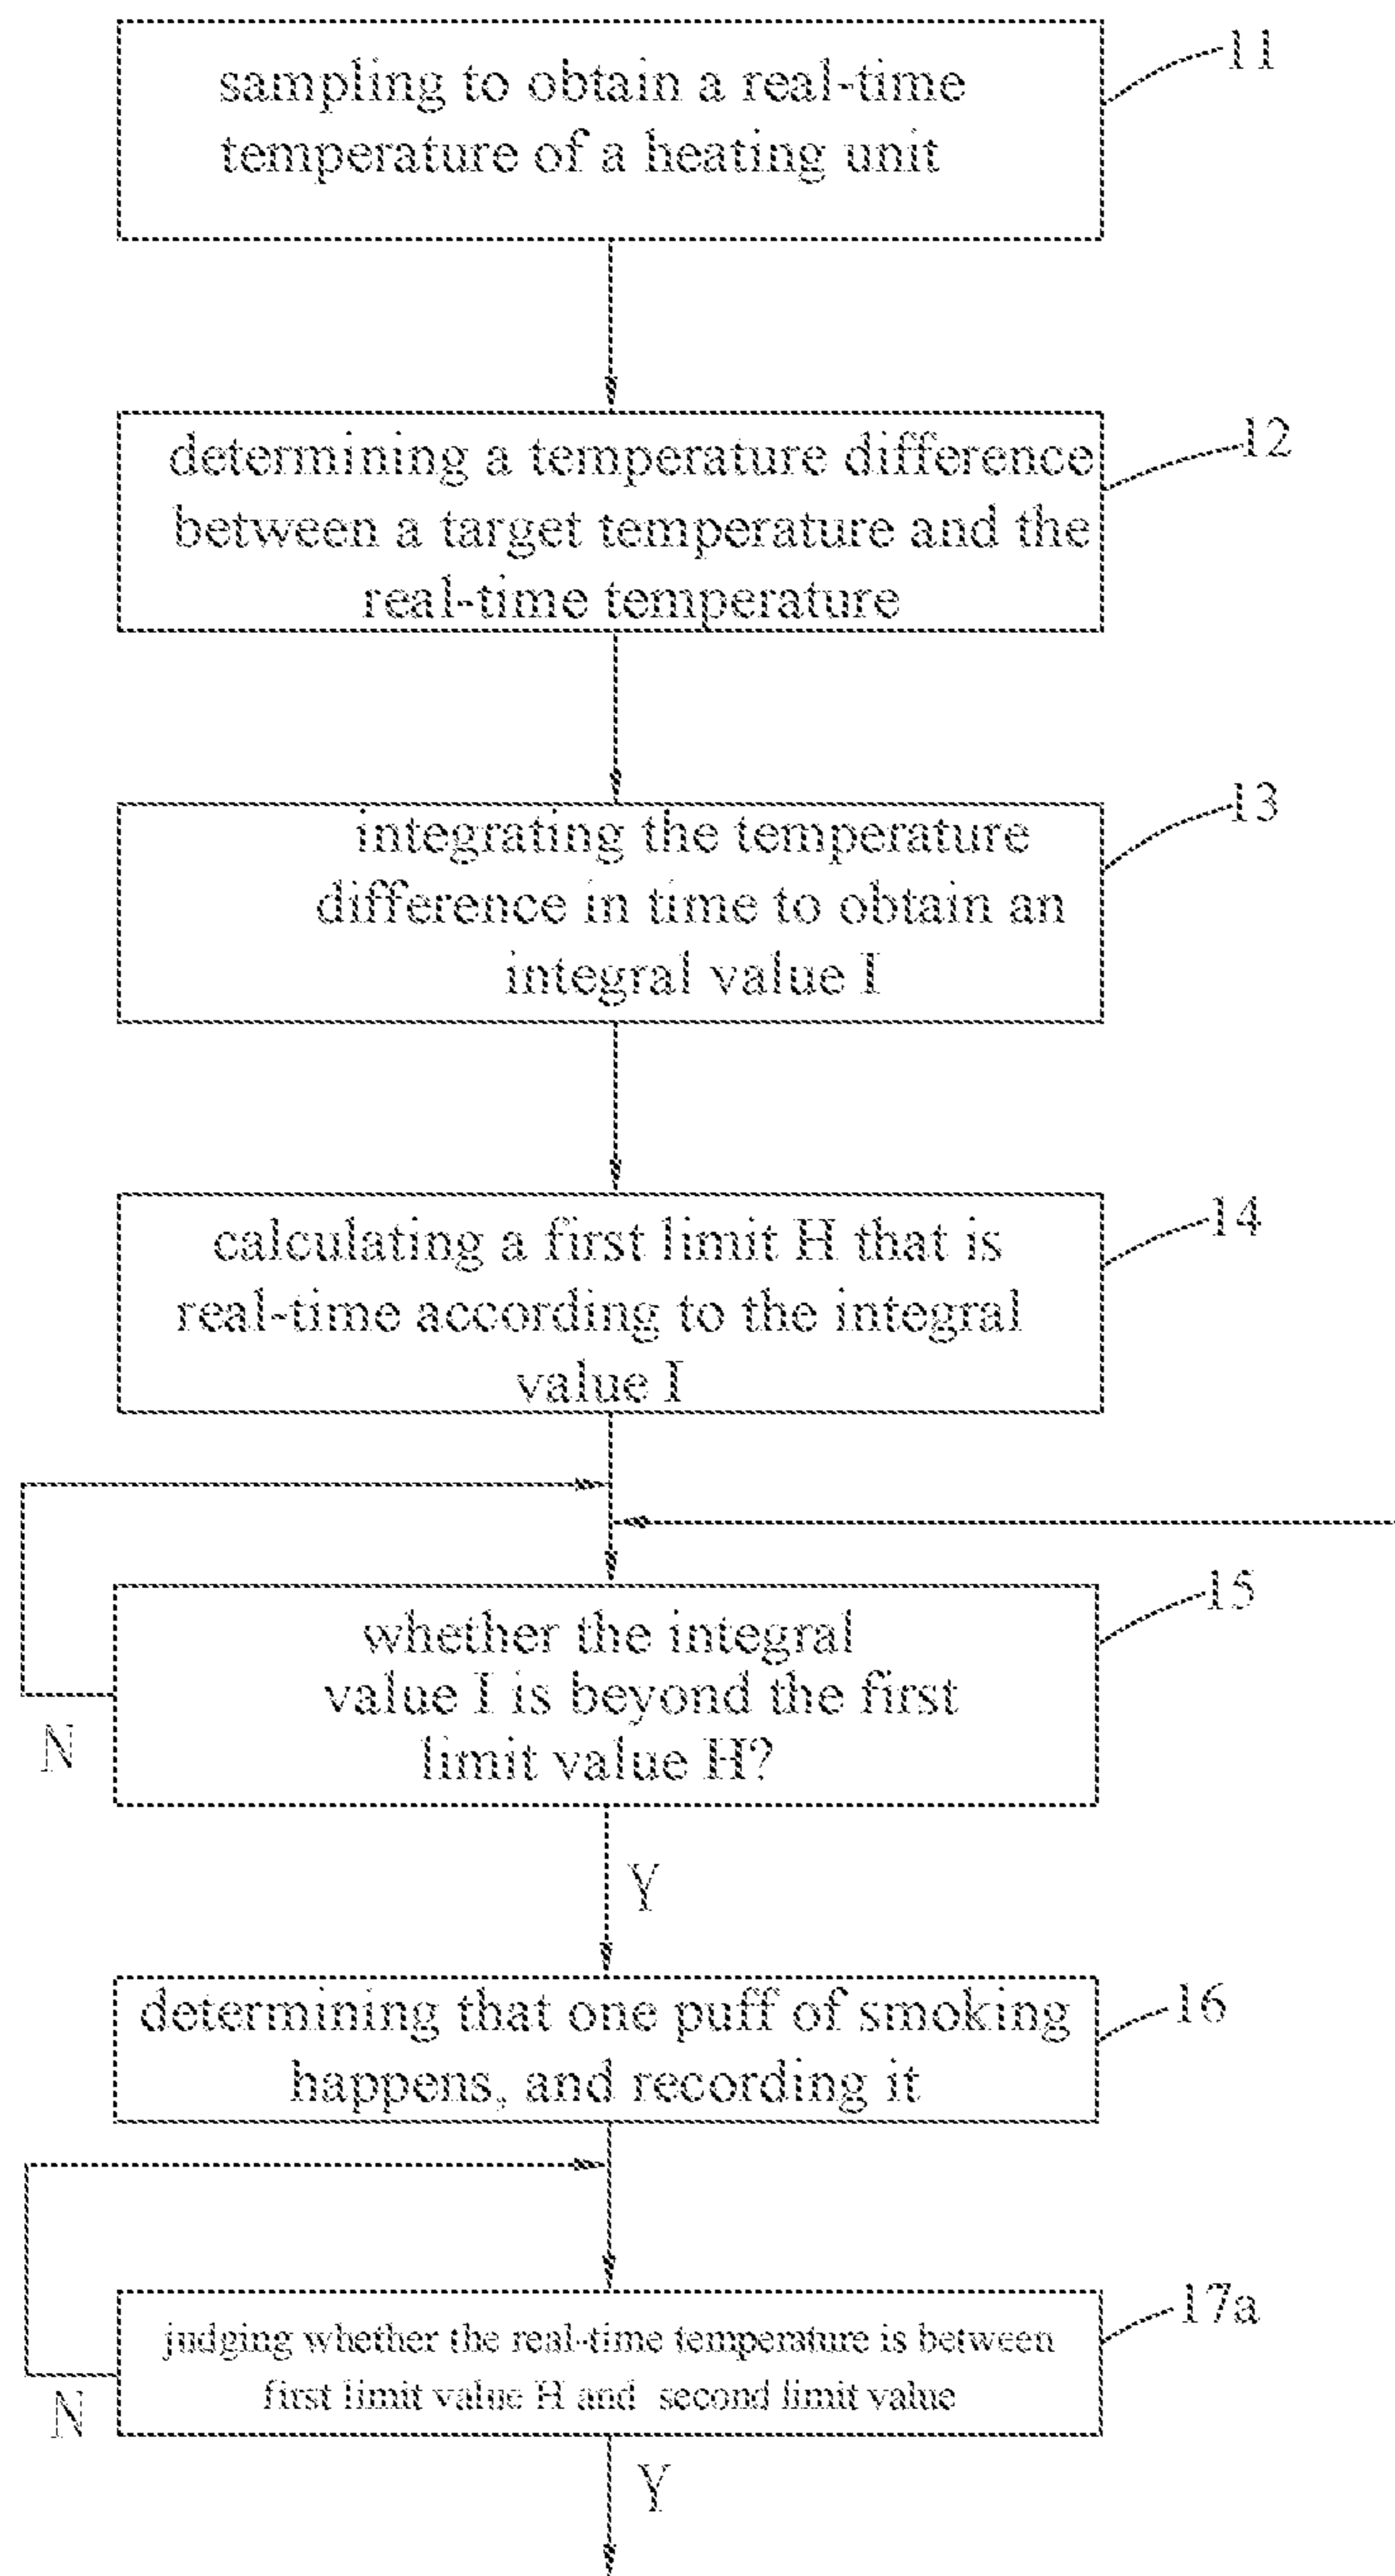 sampling to obtain a real-time
temperature of a heating unit
11
determining a temperature difference
between a target temperature and the
real-time temperature
12
integrating the temperature
difference in time to obtain an
integral value I
13
calculating a first limit H that is
real-time according to the integral
value I
14
whether the integral
value I is beyond the first
limit value H?
15
N
Y
determining that one puff of smoking
happens, and recording it
16
judging whether the real-time temperature is between
first limit value H and second limit value
17a
N
Y